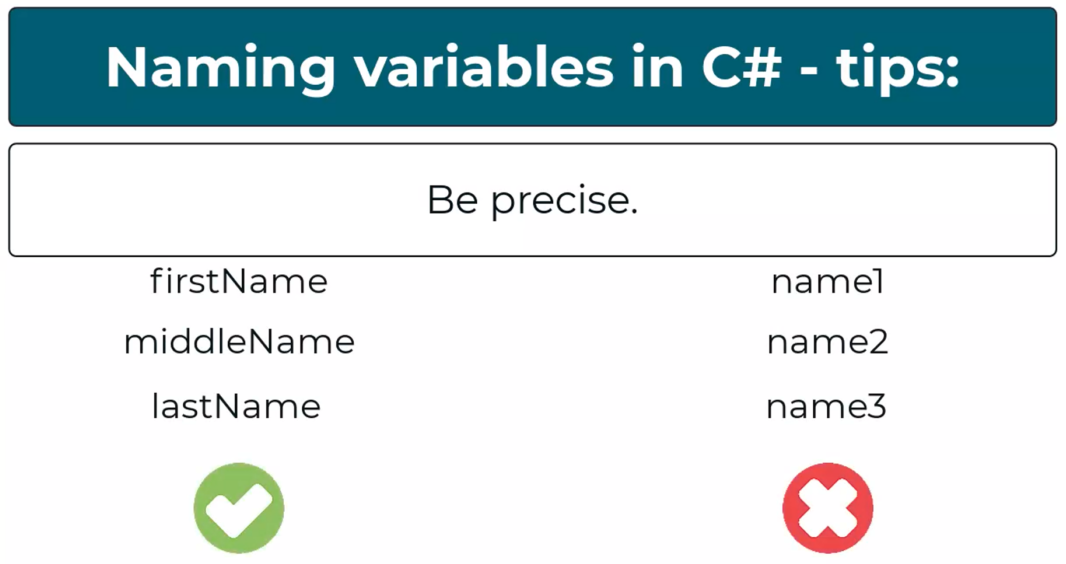 Naming variables in C# - tips:
Be precise.
firstName
name1
middleName
name2
lastName
name3